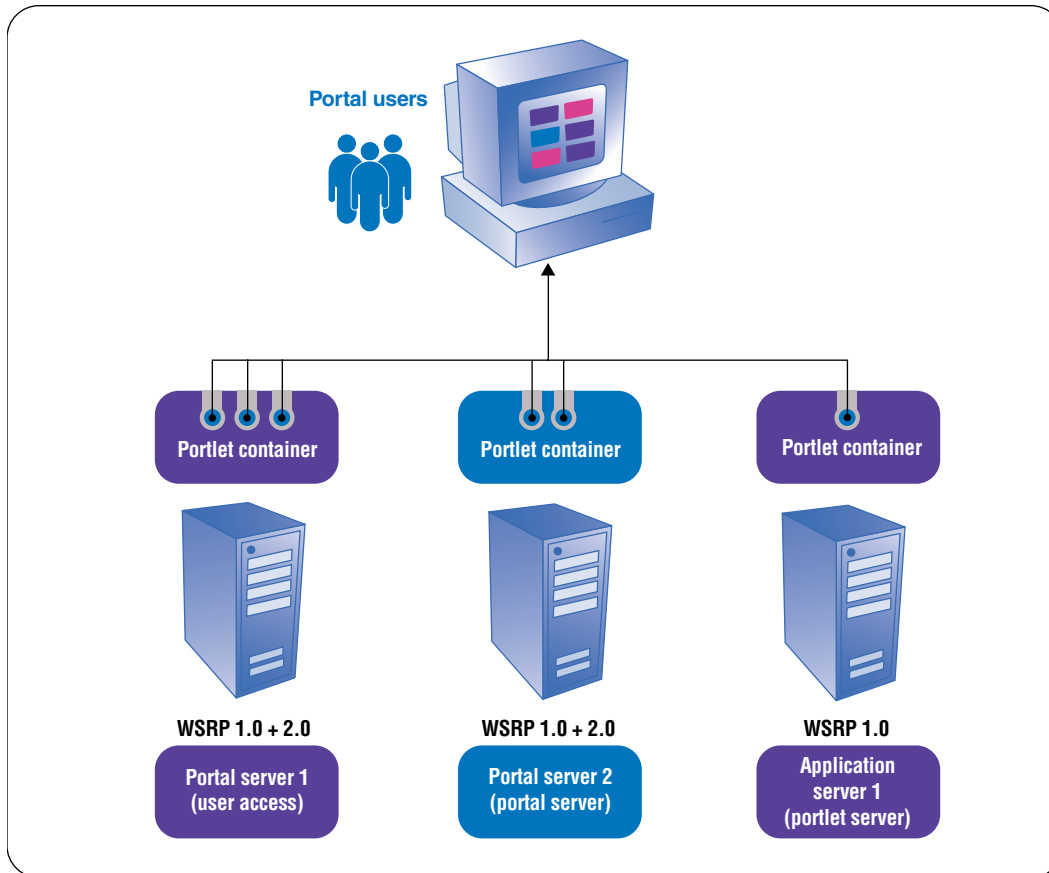 Portal users
Portlet container
Portlet container
Portlet container
WSRP 1.0 + 2.0
WSRP 1.0 + 2.0
WSRP 1.0
Portal server 1
(user access)
Portal server 2
(portal server)
Application
server 1
(portlet server)